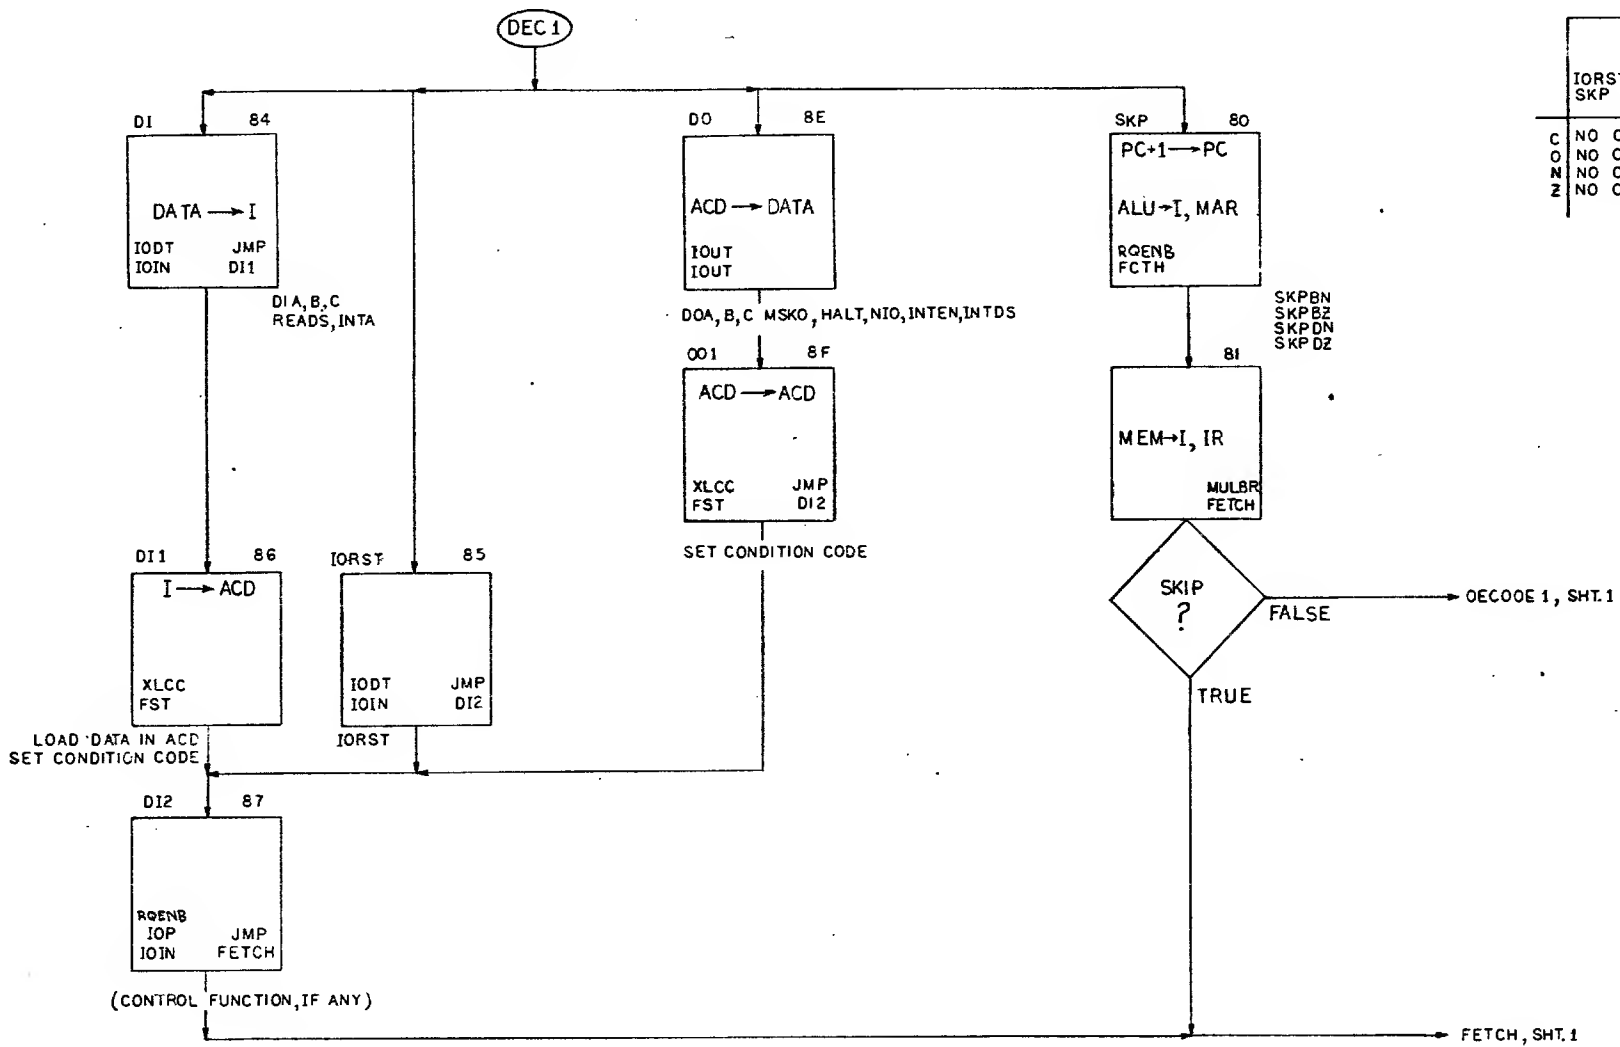 DEC 1
DI 84
DATA → I
IODT JMP
IOIN DI1
DIA, B, C
READS, INTA
DO 8E
ACD → DATA
IOUT
IOUT
DOA, B, C MSKO, HALT, NIO, INTEN, INTDS
001 8F
ACD → ACD
XLCC JMP
FST DI2
SET CONDITION CODE
SKP 80
PC+1 → PC
ALU → I, MAR
RQENB
FCTH
SKPBN
SKPBZ
SKPDN
SKPDZ
81
MEM → I, IR
MULBR
FETCH
SKIP
?
FALSE
OECOOE 1, SHT.1
TRUE
DI1 86
I → ACD
XLCC
FST
LOAD DATA IN ACD
SET CONDITION CODE
IORST 85
IODT JMP
IOIN DI2
IORST
DI2 87
RQENB
IOP JMP
IOIN FETCH
(CONTROL FUNCTION, IF ANY)
FETCH, SHT.1
IORST
SKP
C NO C
O NO C
N NO C
Z NO C